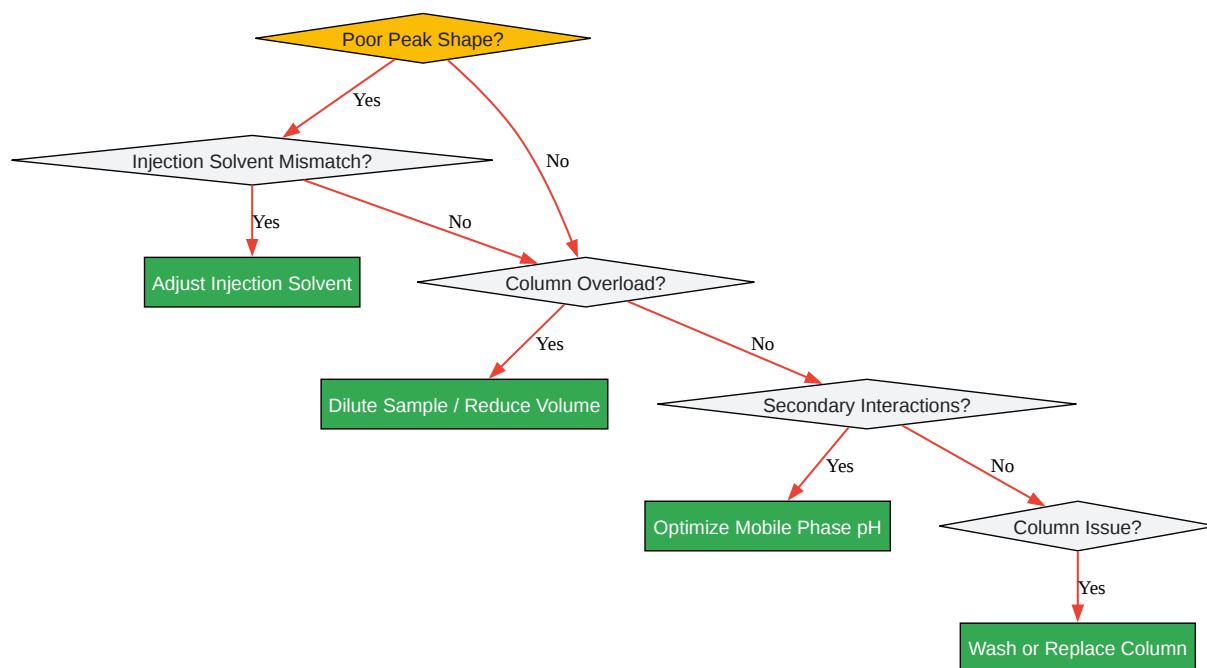 Poor Peak Shape?
Yes
Injection Solvent Mismatch?
No
Yes
No
Adjust Injection Solvent
Column Overload?
Yes
No
Dilute Sample / Reduce Volume
Secondary Interactions?
Yes
No
Optimize Mobile Phase pH
Column Issue?
Yes
Wash or Replace Column